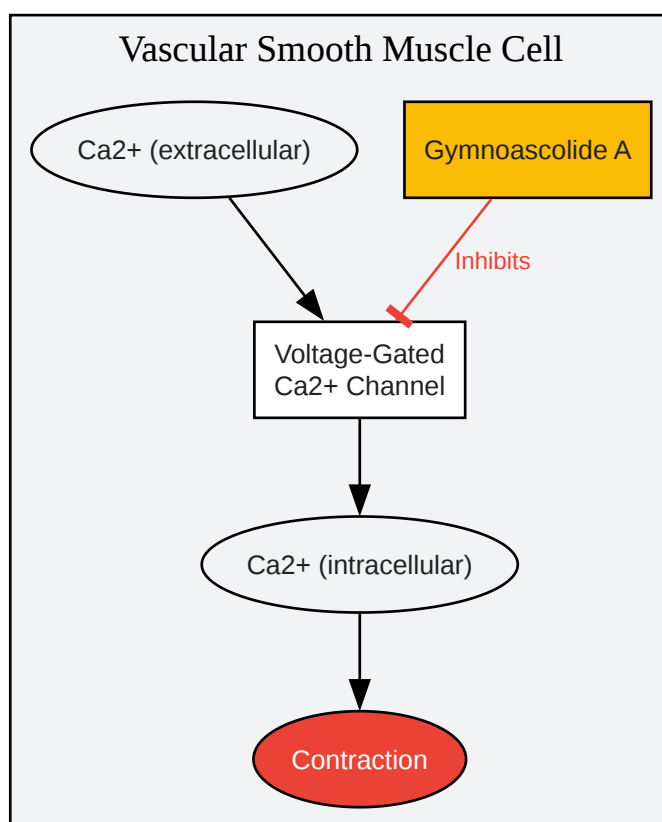 Vascular Smooth Muscle Cell
Ca2+ (extracellular)
Gymnoascolide A
Inhibits
Voltage-Gated
Ca2+ Channel
Ca2+ (intracellular)
Contraction